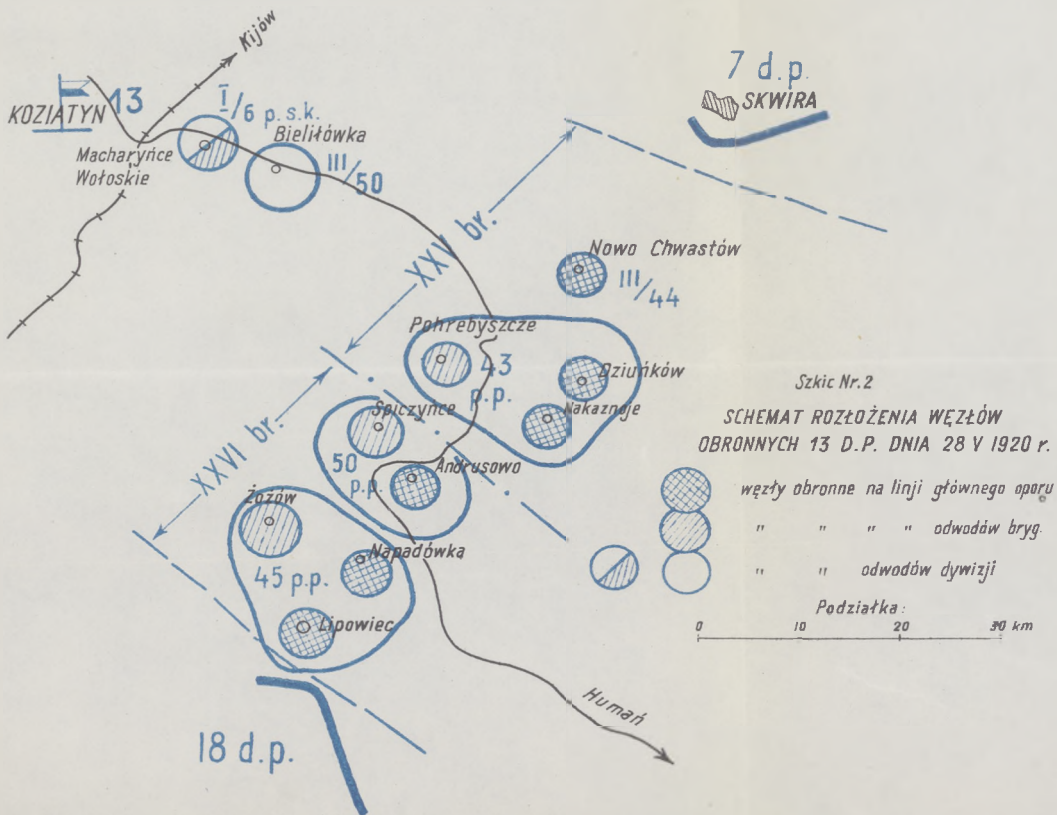 Kijów
7 d.p.
SKWIRA
KOZIATYN 13
I/6 p.s.k.
Bieliłówka
III/50
Macharyńce
Wołoskie
XXV br.
Nowo Chwastów
III/44
Pohrebyszcze
43
p.p.
Dziuńków
Nakaznoje
Spiczyńce
XXVI br.
50
p.p.
Andrusowo
Żożów
Napadówka
45 p.p.
Lipowiec
Humań
18 d.p.
Szkic Nr.2
SCHEMAT ROZŁOŻENIA WĘZŁÓW
OBRONNYCH 13 D.P. DNIA 28 V 1920 r.
węzły obronne na linji głównego oporu
" " " " odwodów bryg.
" " odwodów dywizji
Podziałka:
0 10 20 30 km